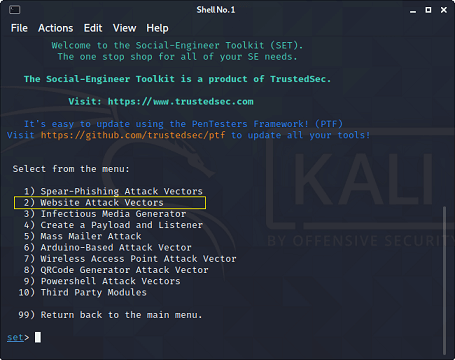 Shell No. 1
File Actions Edit View Help
Welcome to the Social-Engineer Toolkit (SET).
The one stop shop for all of your SE needs.
The Social-Engineer Toolkit is a product of TrustedSec.
Visit: https://www.trustedsec.com
It's easy to update using the PenTesters Framework! (PTF)
Visit https://github.com/trustedsec/ptf to update all your tools!
Select from the menu:
1) Spear-Phishing Attack Vectors
2) Website Attack Vectors
3) Infectious Media Generator
4) Create a Payload and Listener
5) Mass Mailer Attack
6) Arduino-Based Attack Vector
7) Wireless Access Point Attack Vector
8) QRCode Generator Attack Vector
9) Powershell Attack Vectors
10) Third Party Modules
99) Return back to the main menu.
set>
KALI
BY OFFENSIVE SECURITY